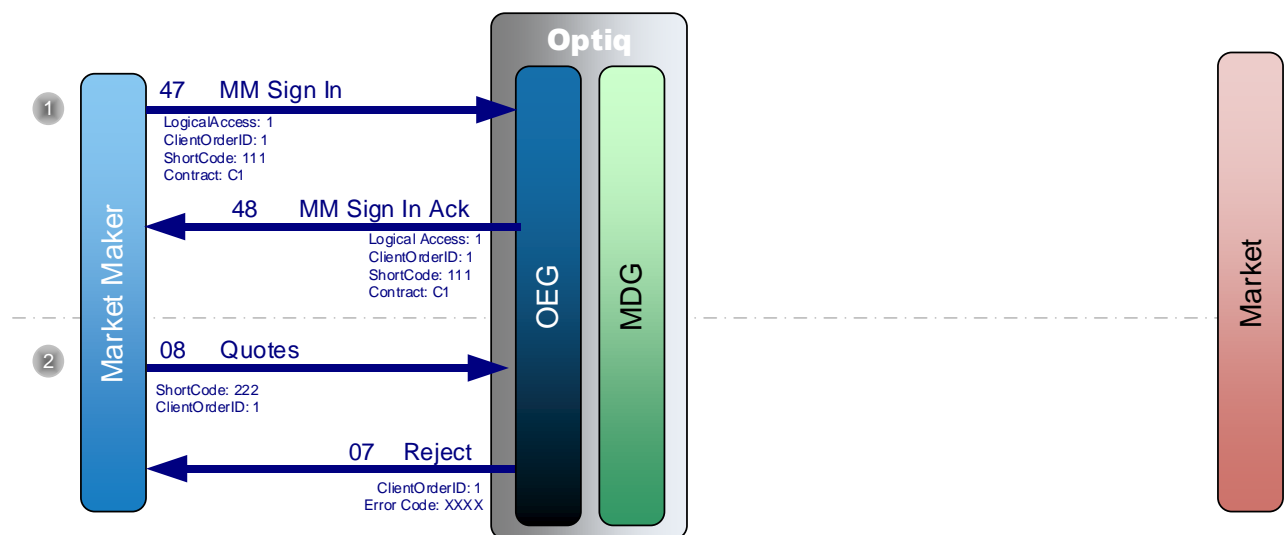 Optiq
1
47 MM Sign In
LogicalAccess: 1
ClientOrderID: 1
ShortCode: 111
Contract: C1
48 MM Sign In Ack
Logical Access: 1
ClientOrderID: 1
ShortCode: 111
Contract: C1
Market Maker
OEG
MDG
Market
2
08 Quotes
ShortCode: 222
ClientOrderID: 1
07 Reject
ClientOrderID: 1
Error Code: XXXX